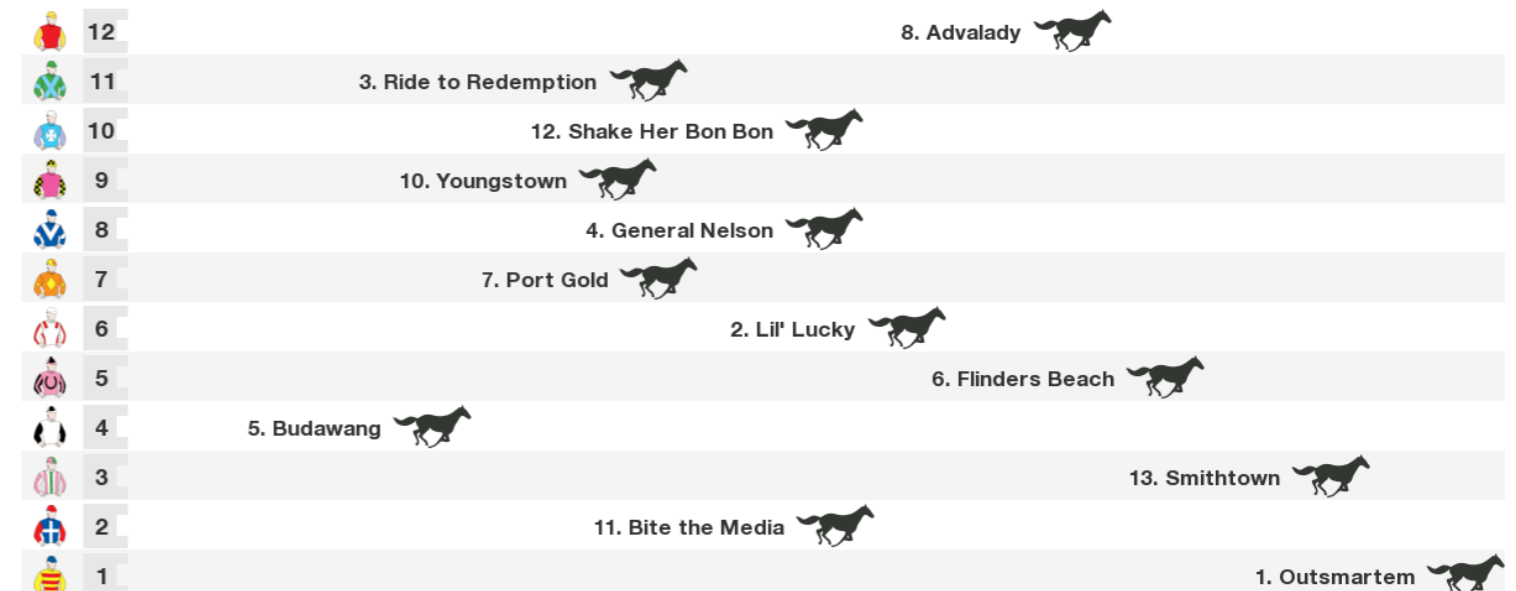 12 8. Advalady
11 3. Ride to Redemption
10 12. Shake Her Bon Bon
9 10. Youngstown
8 4. General Nelson
7 7. Port Gold
6 2. Lil' Lucky
5 6. Flinders Beach
4 5. Budawang
3 13. Smithtown
2 11. Bite the Media
1 1. Outsmartem